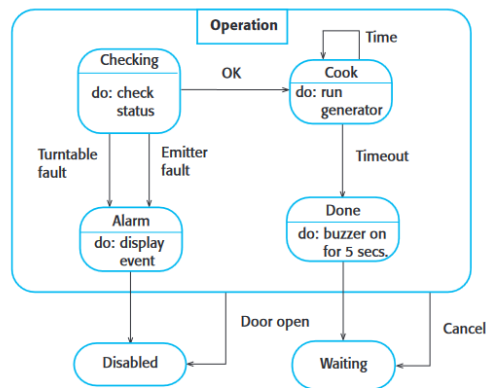 Operation
Checking
do: check
status
OK
Time
Cook
do: run
generator
Turntable
fault
Emitter
fault
Timeout
Alarm
do: display
event
Done
do: buzzer on
for 5 secs.
Door open
Cancel
Disabled
Waiting